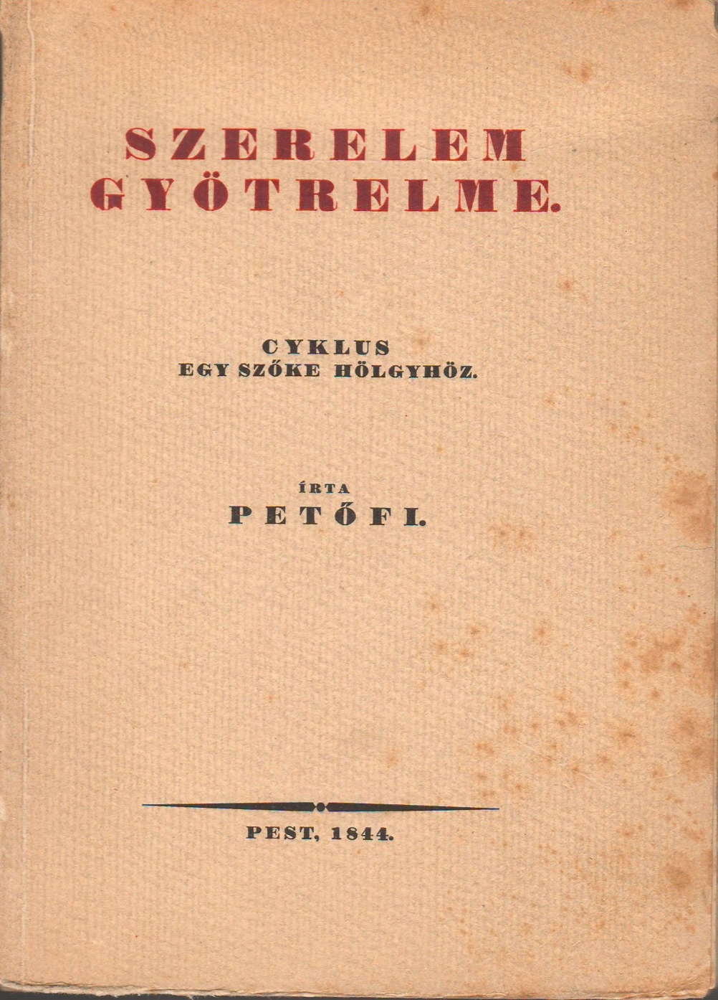 SZERELEM
GYÖTRELME.
CYKLUS
EGY SZŐKE HÖLGYHÖZ.
ÍRTA
PETŐFI.
PEST, 1844.